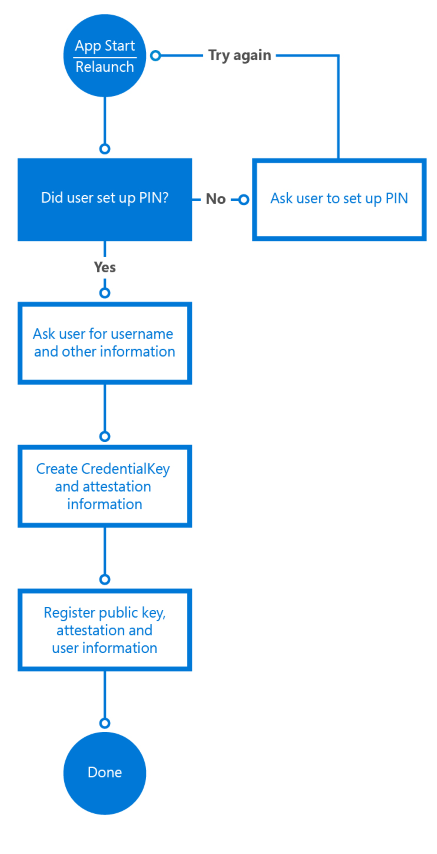 App Start
Relaunch
Try again
Did user set up PIN?
No
Ask user to set up PIN
Yes
Ask user for username
and other information
Create CredentialKey
and attestation
information
Register public key,
attestation and
user information
Done